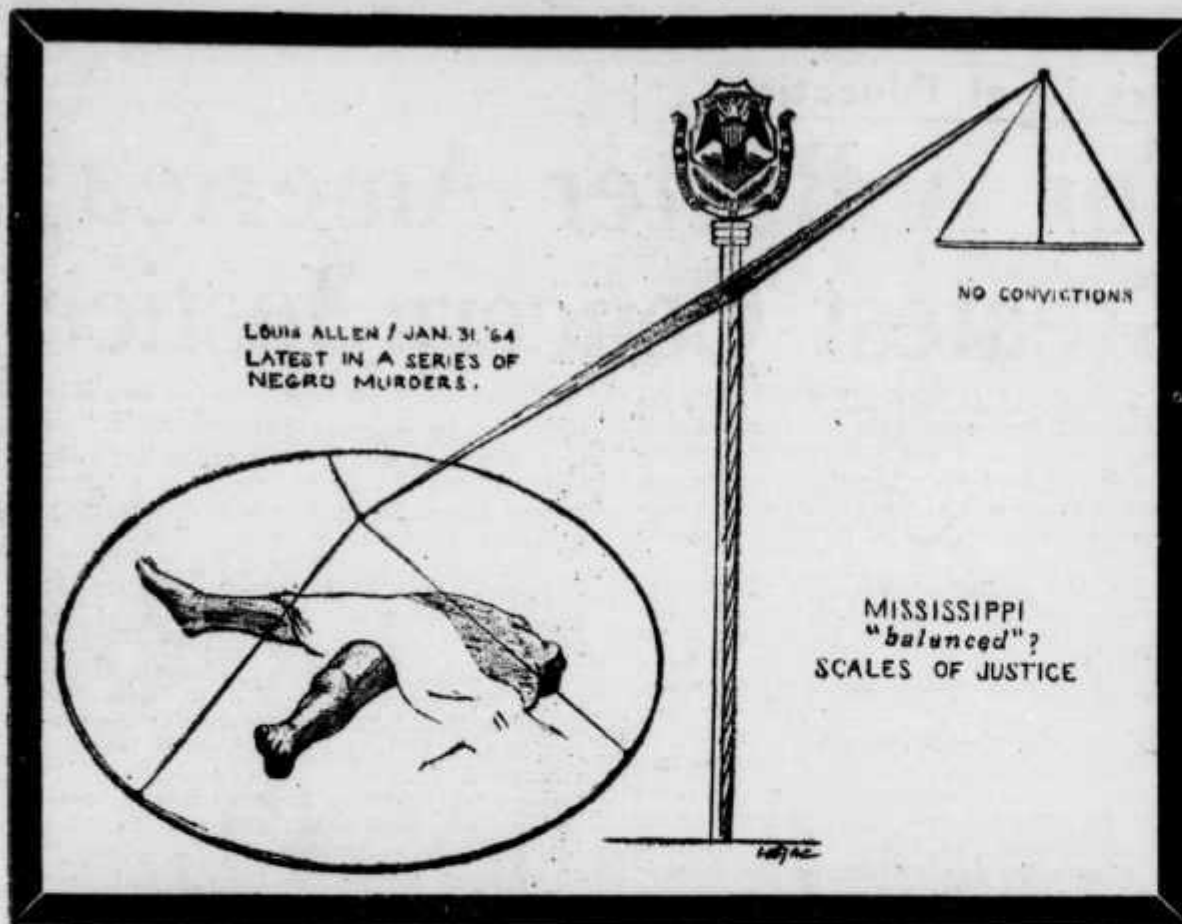 LOUIS ALLEN / JAN. 31 '64
LATEST IN A SERIES OF
NEGRO MURDERS.
NO CONVICTIONS
MISSISSIPPI
"balanced"?
SCALES OF JUSTICE